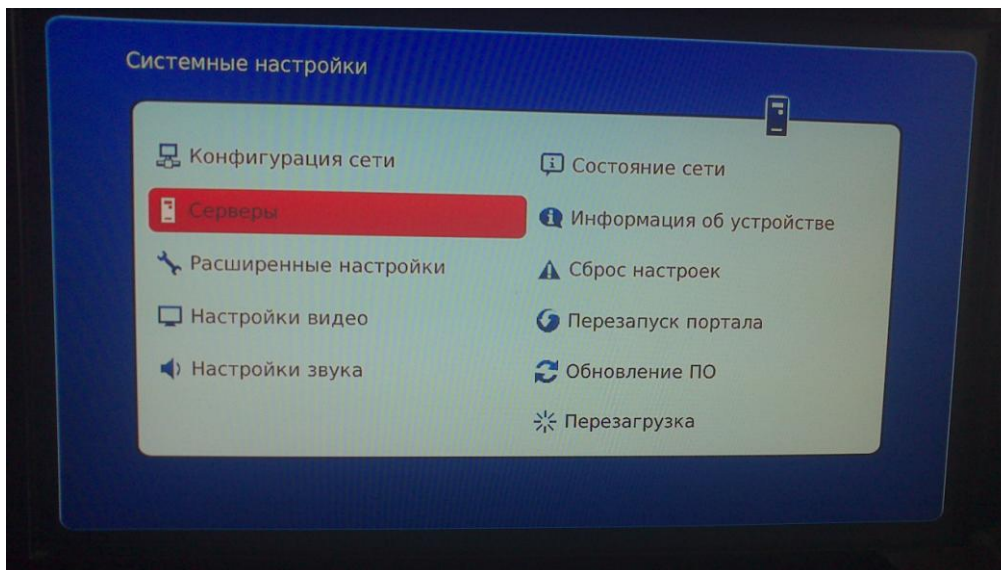 Системные настройки
Конфигурация сети
Серверы
Расширенные настройки
Настройки видео
Настройки звука
Состояние сети
Информация об устройстве
Сброс настроек
Перезапуск портала
Обновление ПО
Перезагрузка